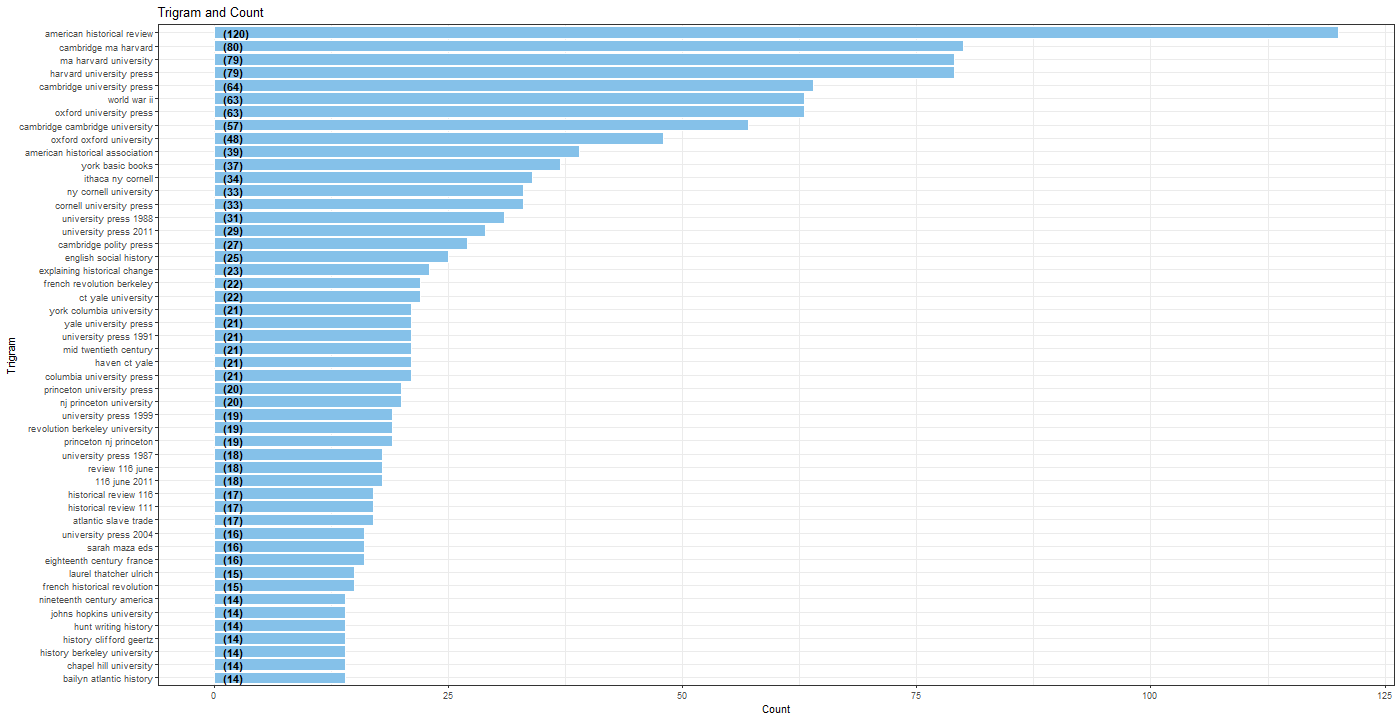 Trigram and Count
american historical review (120)
cambridge ma harvard (80)
ma harvard university (79)
harvard university press (79)
cambridge university press (64)
world war ii (63)
oxford university press (63)
cambridge cambridge university (57)
oxford oxford university (48)
american historical association (39)
york basic books (37)
ithaca ny cornell (34)
ny cornell university (33)
cornell university press (33)
university press 1988 (31)
university press 2011 (29)
cambridge polity press (27)
english social history (25)
explaining historical change (23)
french revolution berkeley (22)
ct yale university (22)
york columbia university (21)
yale university press (21)
university press 1991 (21)
mid twentieth century (21)
haven ct yale (21)
columbia university press (21)
princeton university press (20)
nj princeton university (20)
university press 1999 (19)
revolution berkeley university (19)
princeton nj princeton (19)
university press 1987 (18)
review 116 june (18)
116 june 2011 (18)
historical review 116 (17)
historical review 111 (17)
atlantic slave trade (17)
university press 2004 (16)
sarah maza eds (16)
eighteenth century france (16)
laurel thatcher ulrich (15)
french historical revolution (15)
nineteenth century america (14)
johns hopkins university (14)
hunt writing history (14)
history clifford geertz (14)
history berkeley university (14)
chapel hill university (14)
bailyn atlantic history (14)
Trigram
0 25 50 75 100 125
Count